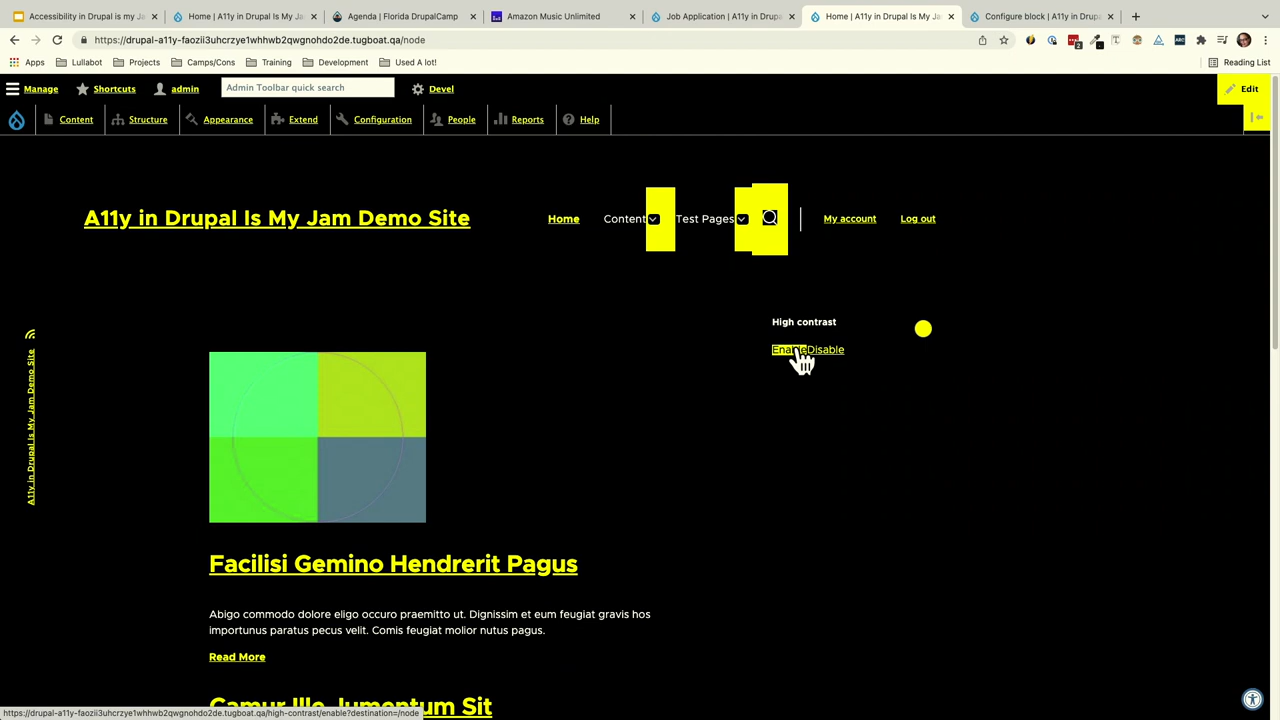 Accessibility in Drupal is my Ja
Home | A11y in Drupal Is My Jam
Agenda | Florida DrupalCamp
Amazon Music Unlimited
Job Application | A11y in Drupa
Home | A11y in Drupal Is My Ja
Configure block | A11y in Drupa
https://drupal-a11y-faozii3uhcrzye1whhwb2qwgnohdo2de.tugboat.qa/node
Apps
Lullabot
Projects
Camps/Cons
Training
Development
Used A lot!
Reading List
Manage
Shortcuts
admin
Admin Toolbar quick search
Devel
Edit
Content
Structure
Appearance
Extend
Configuration
People
Reports
Help
A11y in Drupal Is My Jam Demo Site
Home
Content
Test Pages
My account
Log out
High contrast
EnableDisable
A11y in Drupal Is My Jam Demo Site
Facilisi Gemino Hendrerit Pagus
Abigo commodo dolore eligo occuro praemitto ut. Dignissim et eum feugiat gravis hos
importunus paratus pecus velit. Comis feugiat molior nutus pagus.
Read More
Camur Ille Jumentum Sit
https://drupal-a11y-faozii3uhcrzye1whhwb2qwgnohdo2de.tugboat.qa/high-contrast/enable?destination=/node